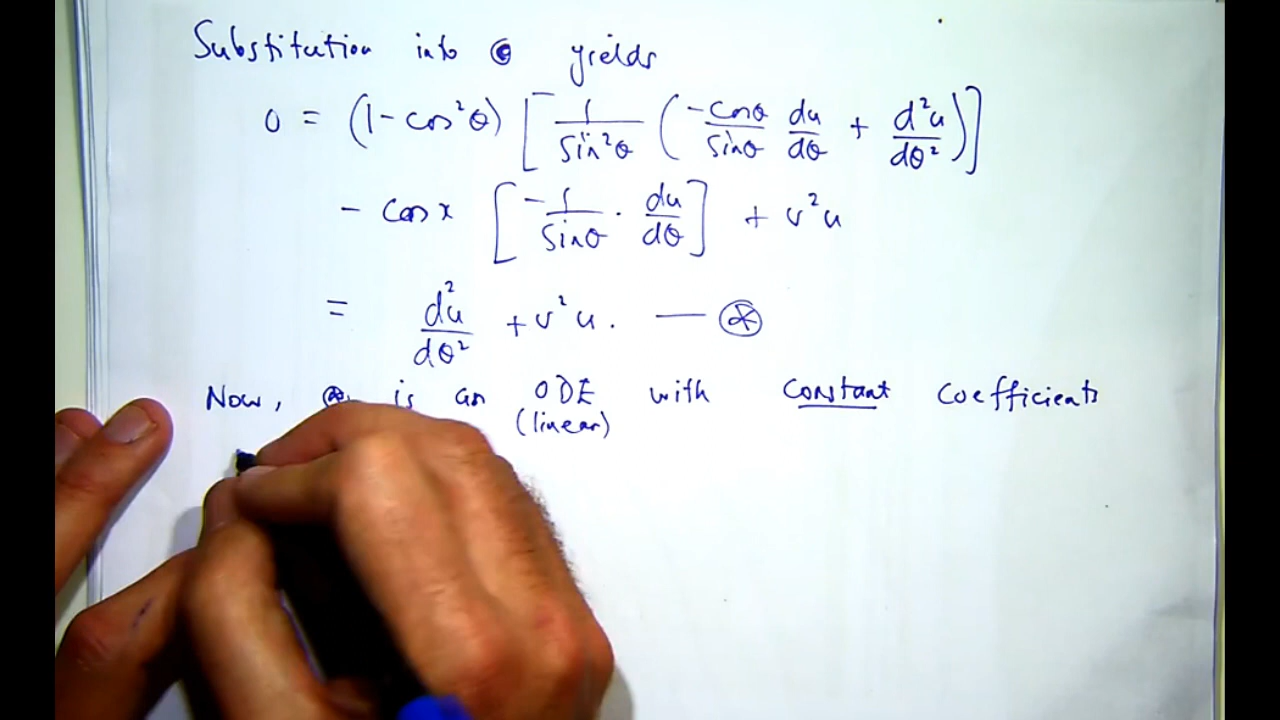 Substitution into © yields
0 = (1 - cos²θ) [ 1/sin²θ ( -cosθ/sinθ du/dθ + d²u/dθ² ) ]
- cos x [ -1/sinθ · du/dθ ] + v²u
= d²u/dθ² + v²u. — ⊛
Now, ⊛ is an ODE with constant coefficients
(linear)